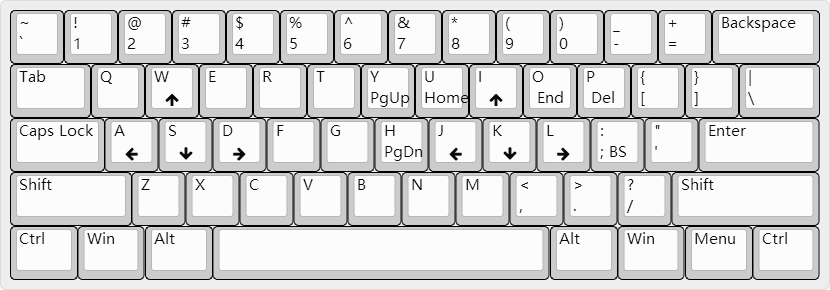 ~ ! @ # $ % ^ & * ( ) _ + Backspace
` 1 2 3 4 5 6 7 8 9 0 - =
Tab Q W E R T Y U I O P { } |
↑ PgUp Home ↑ End Del [ ] \
Caps Lock A S D F G H J K L : " Enter
← ↓ → PgDn ← ↓ → ; BS '
Shift Z X C V B N M < > ? Shift
, . /
Ctrl Win Alt Alt Win Menu Ctrl